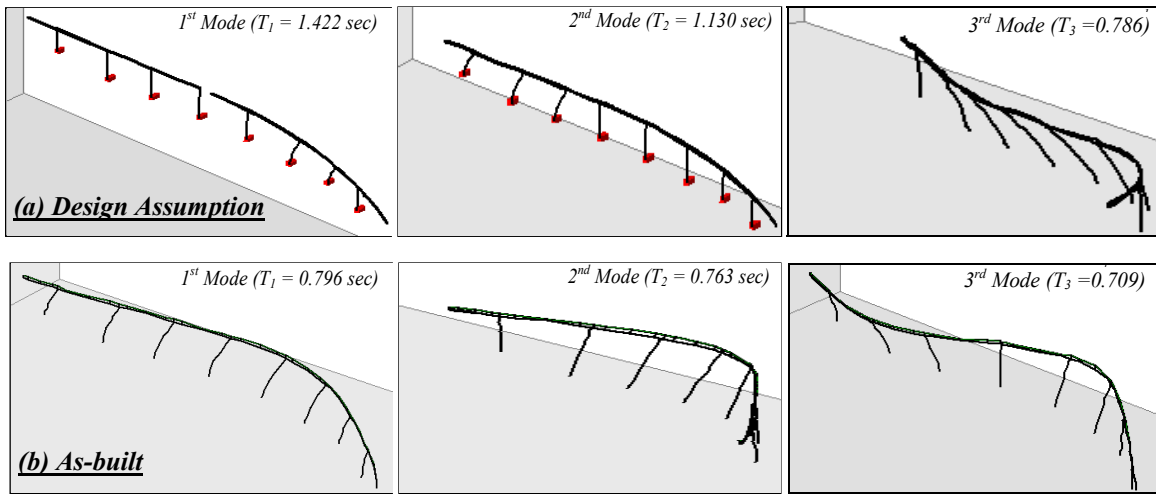 1st Mode (T1 = 1.422 sec)
2nd Mode (T2 = 1.130 sec)
3rd Mode (T3 =0.786)
(a) Design Assumption
1st Mode (T1 = 0.796 sec)
2nd Mode (T2 = 0.763 sec)
3rd Mode (T3 =0.709)
(b) As-built